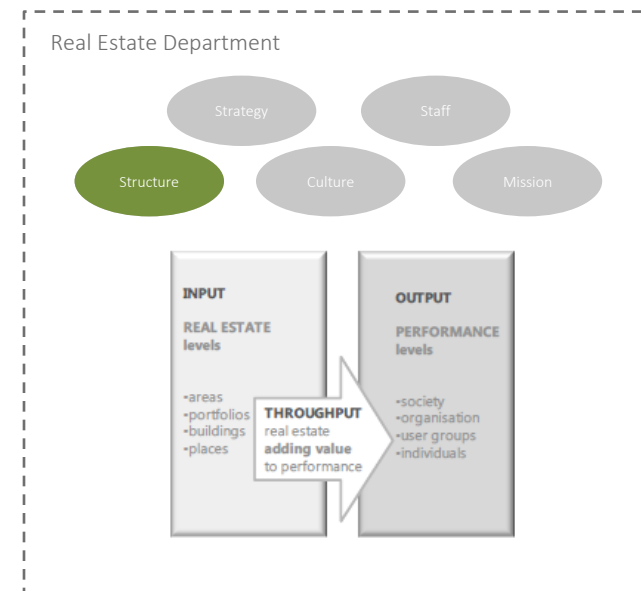 Real Estate Department
Strategy
Staff
Structure
Culture
Mission
INPUT
REAL ESTATE
levels
•areas
•portfolios
•buildings
•places
THROUGHPUT
real estate
adding value
to performance
OUTPUT
PERFORMANCE
levels
•society
•organisation
•user groups
•individuals